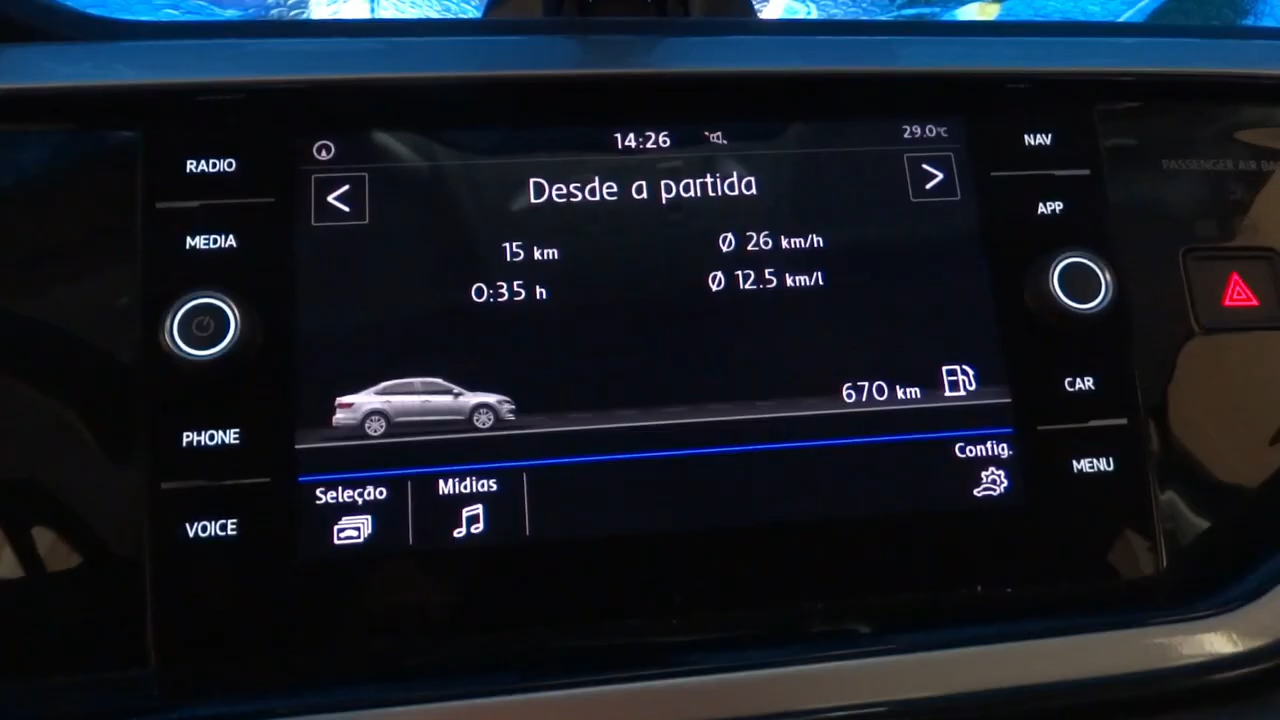 14:26
29.0°C
Desde a partida
15 km
Ø 26 km/h
0:35 h
Ø 12.5 km/l
670 km
Config.
Seleção
Mídias
RADIO
MEDIA
PHONE
VOICE
NAV
APP
CAR
MENU
PASSENGER AIR BA